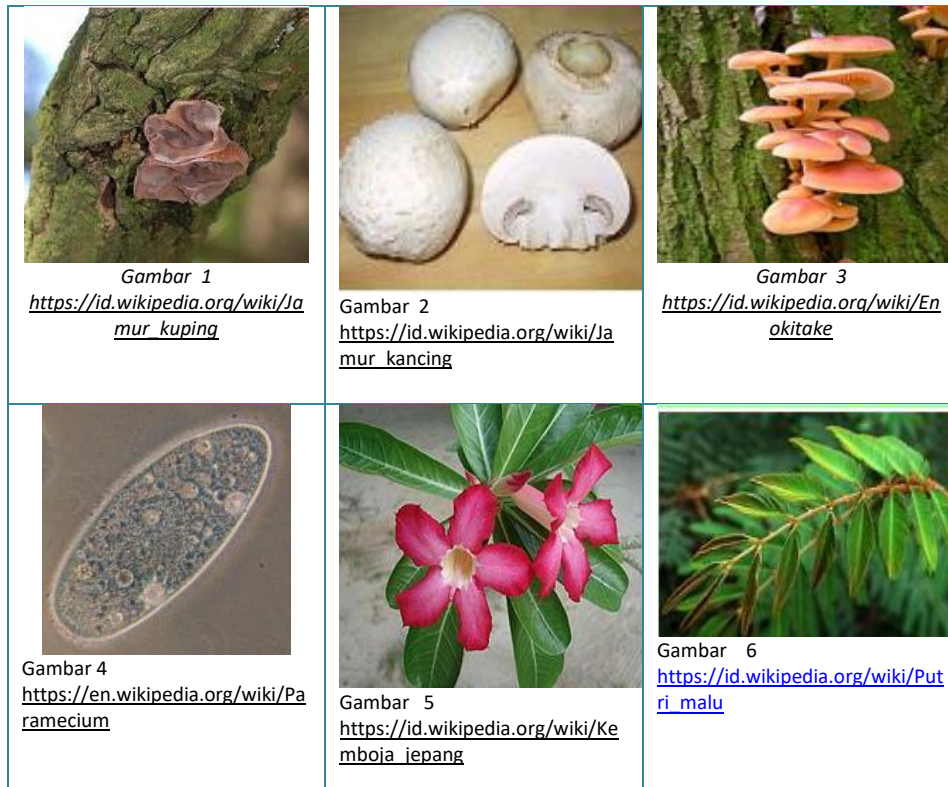 Gambar 1
https://id.wikipedia.org/wiki/Ja
mur_kuping
Gambar 2
https://id.wikipedia.org/wiki/Ja
mur_kancing
Gambar 3
https://id.wikipedia.org/wiki/En
okitake
Gambar 4
https://en.wikipedia.org/wiki/Pa
ramecium
Gambar 5
https://id.wikipedia.org/wiki/Ke
mboja_jepang
Gambar 6
https://id.wikipedia.org/wiki/Put
ri_malu